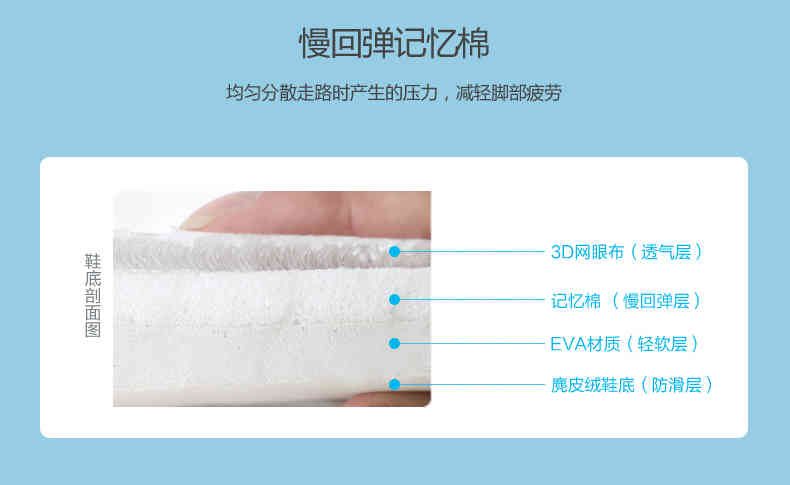 慢回弹记忆棉
均匀分散走路时产生的压力，减轻脚部疲劳
鞋底剖面图
3D网眼布（透气层）
记忆棉（慢回弹层）
EVA材质（轻软层）
麂皮绒鞋底（防滑层）